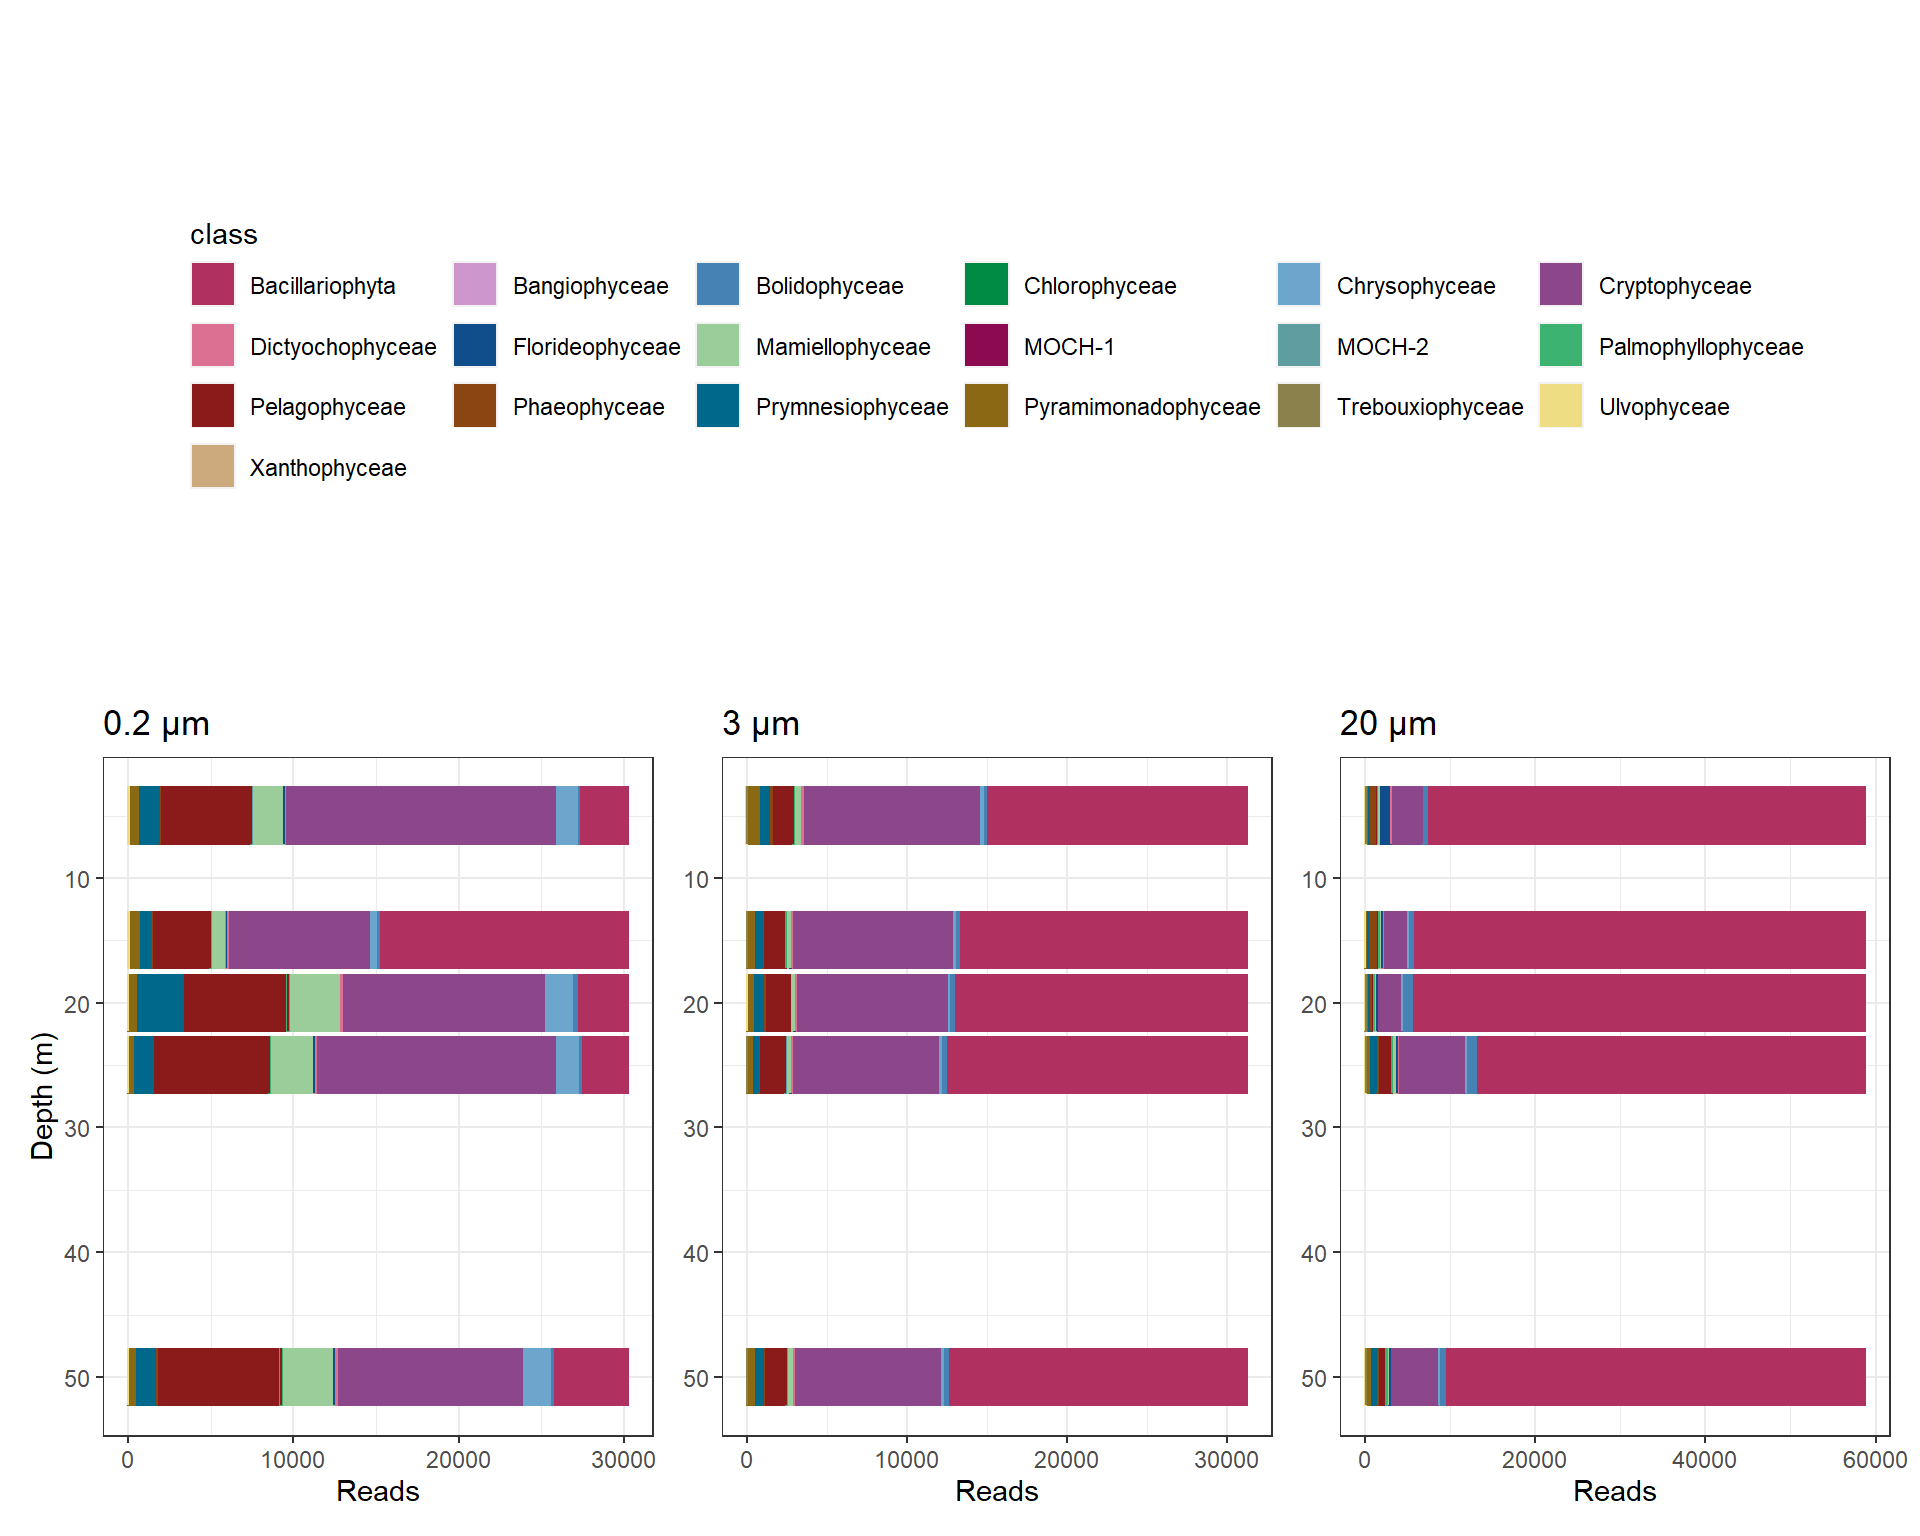 class
Bacillariophyta Bangiophyceae Bolidophyceae Chlorophyceae Chrysophyceae Cryptophyceae
Dictyochophyceae Florideophyceae Mamiellophyceae MOCH-1 MOCH-2 Palmophyllophyceae
Pelagophyceae Phaeophyceae Prymnesiophyceae Pyramimonadophyceae Trebouxiophyceae Ulvophyceae
Xanthophyceae
0.2 µm 3 µm 20 µm
10 10 10
20 20 20
Depth (m)
30 30 30
40 40 40
50 50 50
0 10000 20000 30000 0 10000 20000 30000 0 20000 40000 60000
Reads Reads Reads